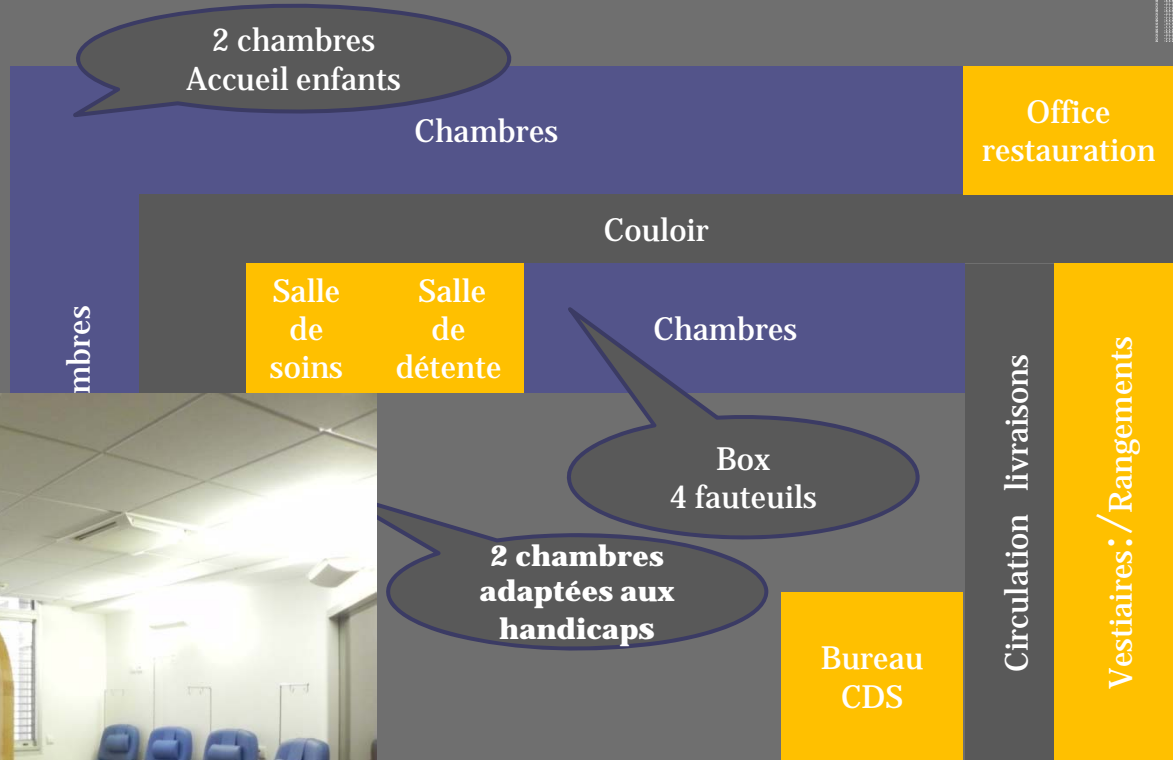 2 chambres
Accueil enfants
Chambres
Office
restauration
Couloir
Salle
de
soins
Salle
de
détente
Chambres
mbres
Box
4 fauteuils
2 chambres
adaptées aux
handicaps
Bureau
CDS
Circulation livraisons
Vestiaires:/Rangements